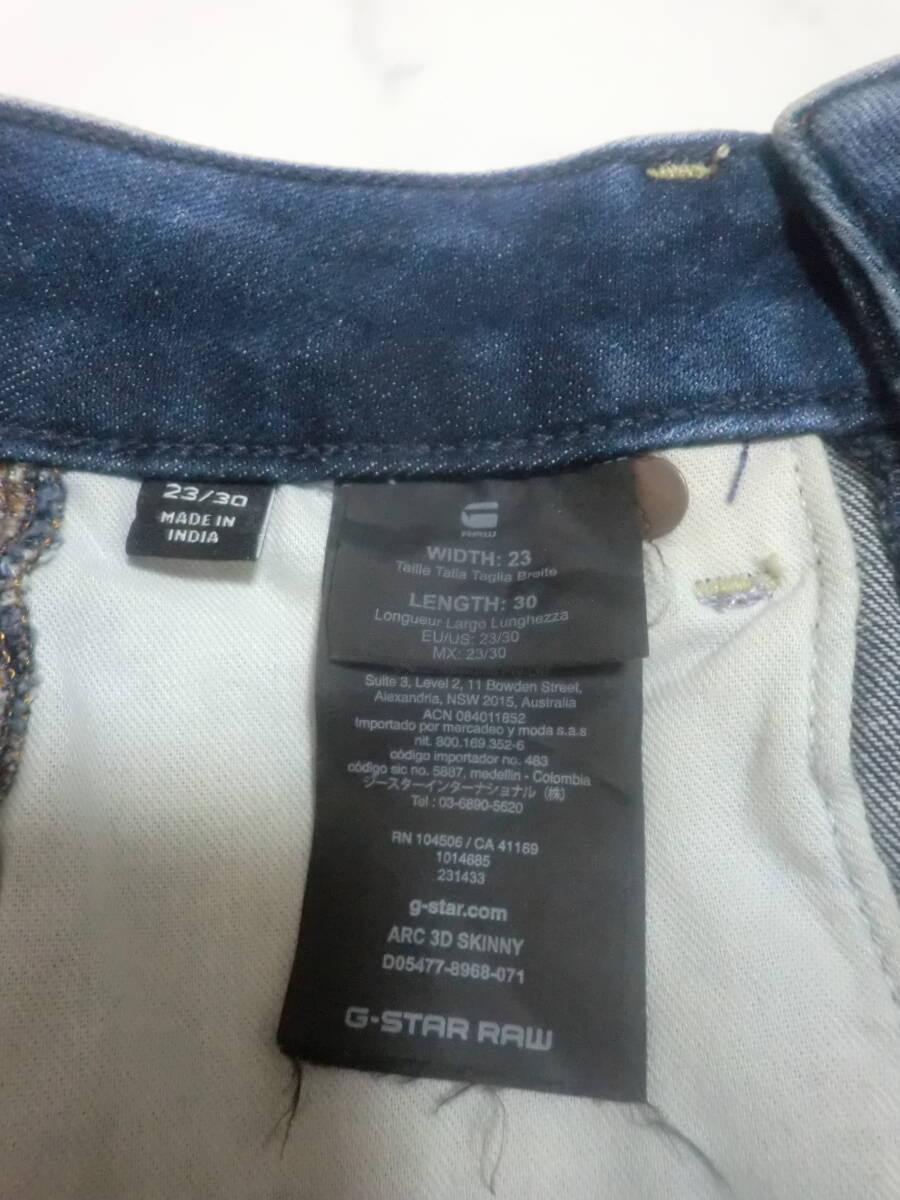 23/30
MADE IN
INDIA
RAW
WIDTH: 23
Taille Talla Taglia Breite
LENGTH: 30
Longueur Largo Lunghezza
EU/US: 23/30
MX: 23/30
Suite 3, Level 2, 11 Bowden Street,
Alexandria, NSW 2015, Australia
ACN 084011852
Importado por mercadeo y moda s.a.s
nit. 800.169.352-6
código importador no. 483
código sic no. 5887, medellin - Colombia
ジースターインターナショナル（株）
Tel : 03-6890-5620
RN 104506 / CA 41169
1014685
231433
g-star.com
ARC 3D SKINNY
D05477-8968-071
G-STAR RAW